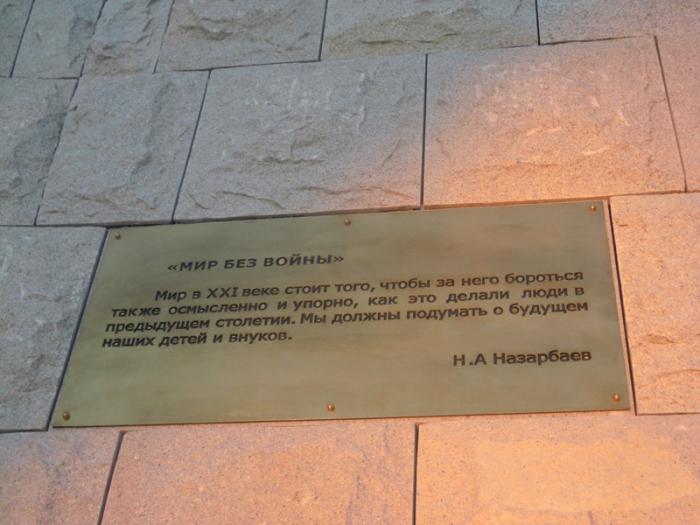 «МИР БЕЗ ВОЙНЫ»
Мир в XXI веке стоит того, чтобы за него бороться
также осмысленно и упорно, как это делали люди в
предыдущем столетии. Мы должны подумать о будущем
наших детей и внуков.
Н.А Назарбаев